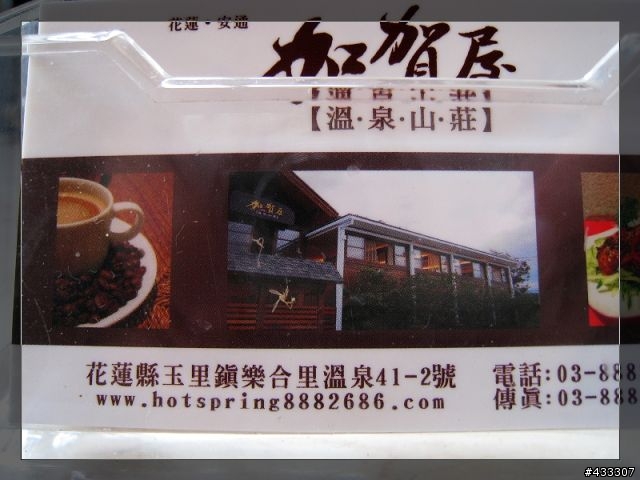 花蓮·安通
加賀屋
【溫·泉·山·莊】
加賀屋
花蓮縣玉里鎮樂合里溫泉41-2號
www.hotspring8882686.com
電話:03-888
傳真:03-888
#433307